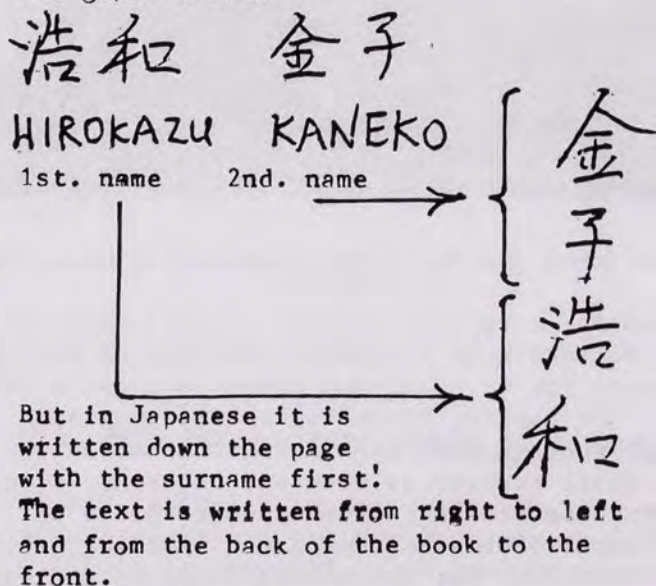 浩和 金子
HIROKAZU KANEKO
1st. name 2nd. name
金子
浩和
But in Japanese it is
written down the page
with the surname first!
The text is written from right to left
and from the back of the book to the
front.